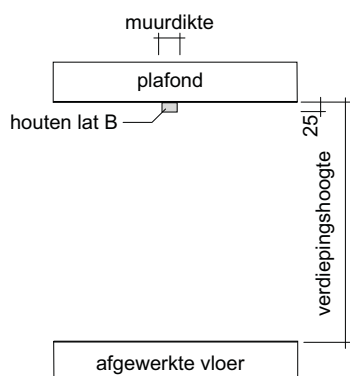 muurdikte
plafond
houten lat B
25
verdiepingshoogte
afgewerkte vloer